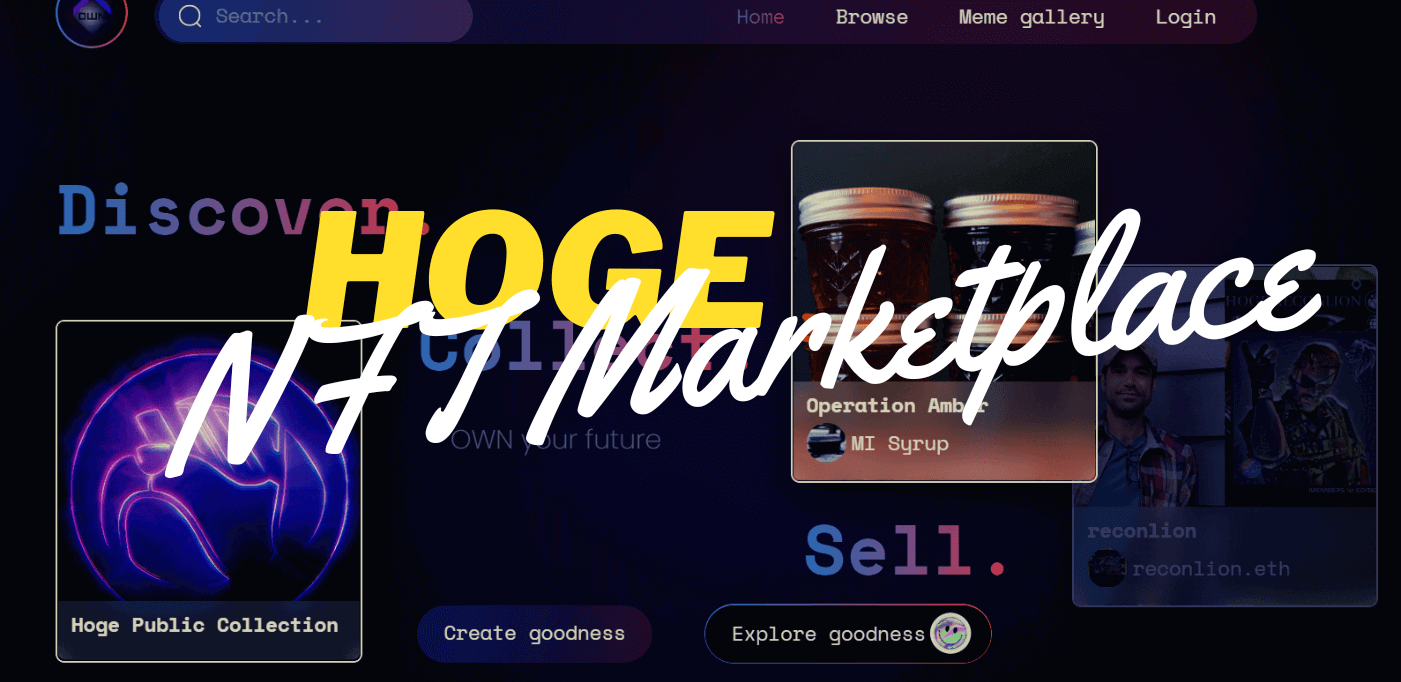 OWN
Search...
Home
Browse
Meme gallery
Login
Discover.
HOGE
NFT Marketplace
Collect.
OWN your future
Operation Amber
MI Syrup
Sell.
reconlion
reconlion.eth
Hoge Public Collection
Create goodness
Explore goodness